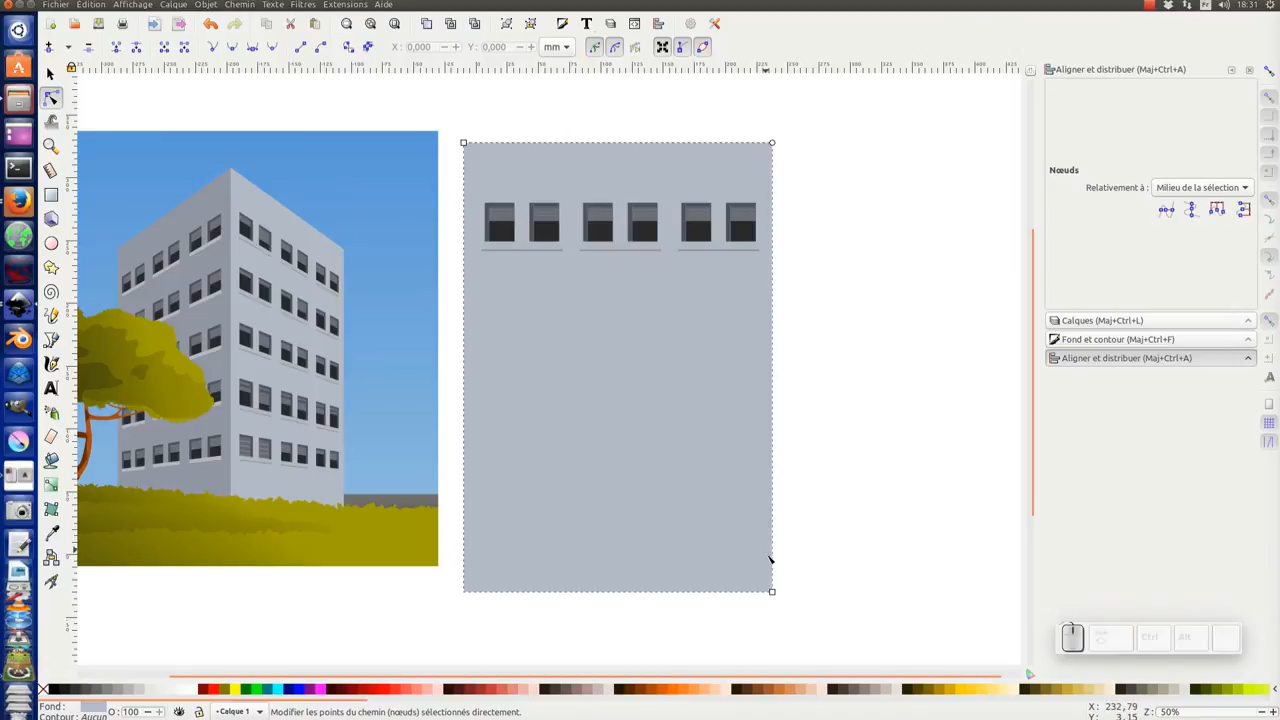 Fichier Édition Affichage Calque Objet Chemin Texte Filtres Extensions Aide
Fr 18:31
X : 0,000 Y : 0,000 mm
Aligner et distribuer (Maj+Ctrl+A)
Nœuds
Relativement à : Milieu de la sélection
Calques (Maj+Ctrl+L)
Fond et contour (Maj+Ctrl+F)
Aligner et distribuer (Maj+Ctrl+A)
Ctrl Alt
Fond :
Contour : Aucun
O : 100
Calque 1
Modifier les points du chemin (nœuds) sélectionnés directement.
X : 232,79
Y : 3,15
Z : 50%